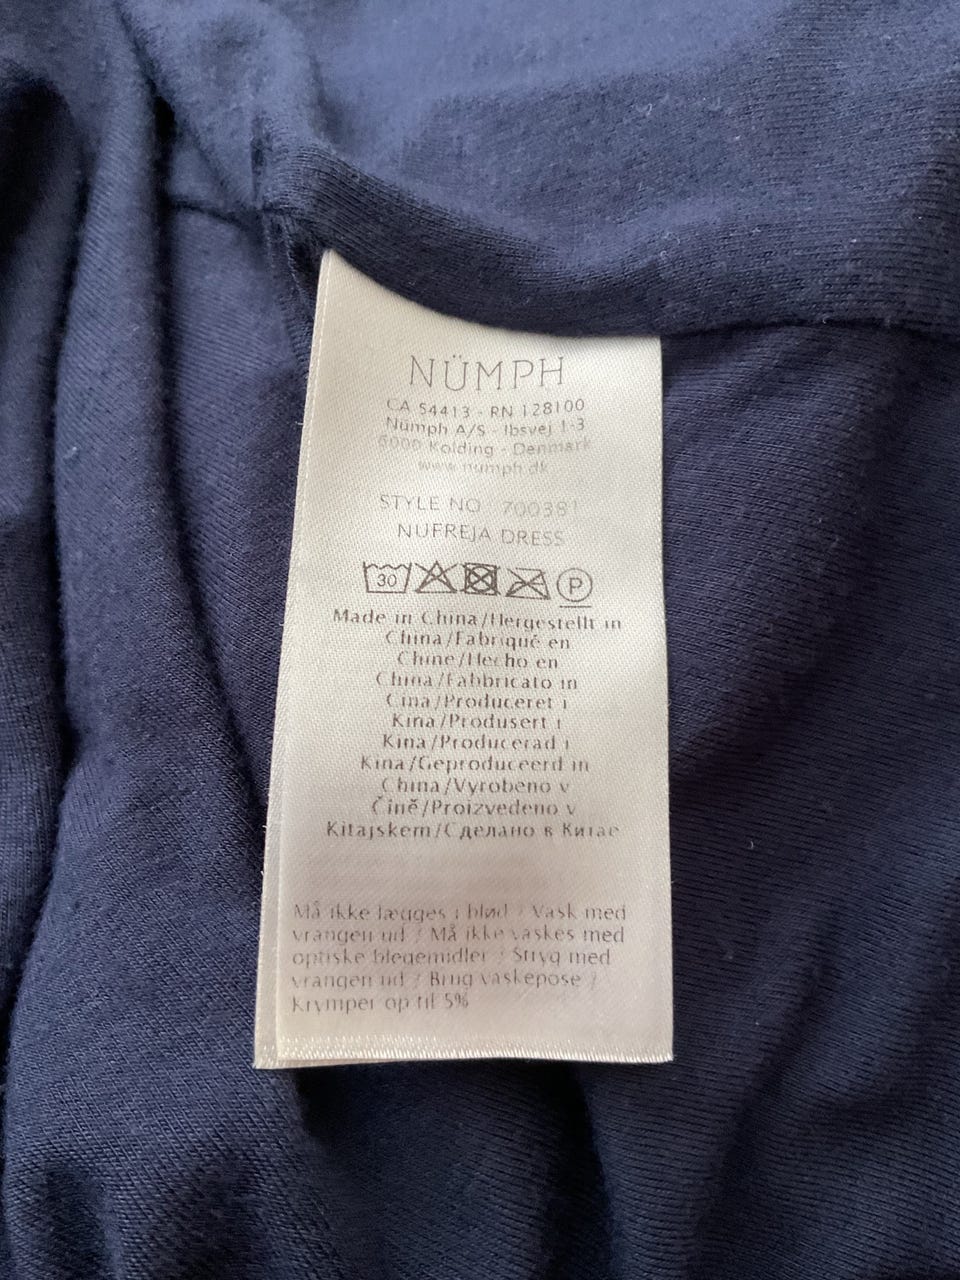 NÜMPH
CA 54413 - RN 128100
Nümph A/S - Ibsvej 1-3
6000 Kolding - Denmark
www.numph.dk
STYLE NO 700381
NUFREJA DRESS
30 P
Made in China/Hergestellt in
China/Fabriqué en
Chine/Hecho en
China/Fabbricato in
Cina/Produceret i
Kina/Produsert i
Kina/Producerad i
Kina/Geproduceerd in
China/Vyrobeno v
Číně/Proizvedeno v
Kitajskem/Сделано в Китае
Må ikke lægges i blød / Vask med
vrangen ud / Må ikke vaskes med
optiske blegemidler / Stryg med
vrangen ud / Brug vaskepose /
Krymper op til 5%